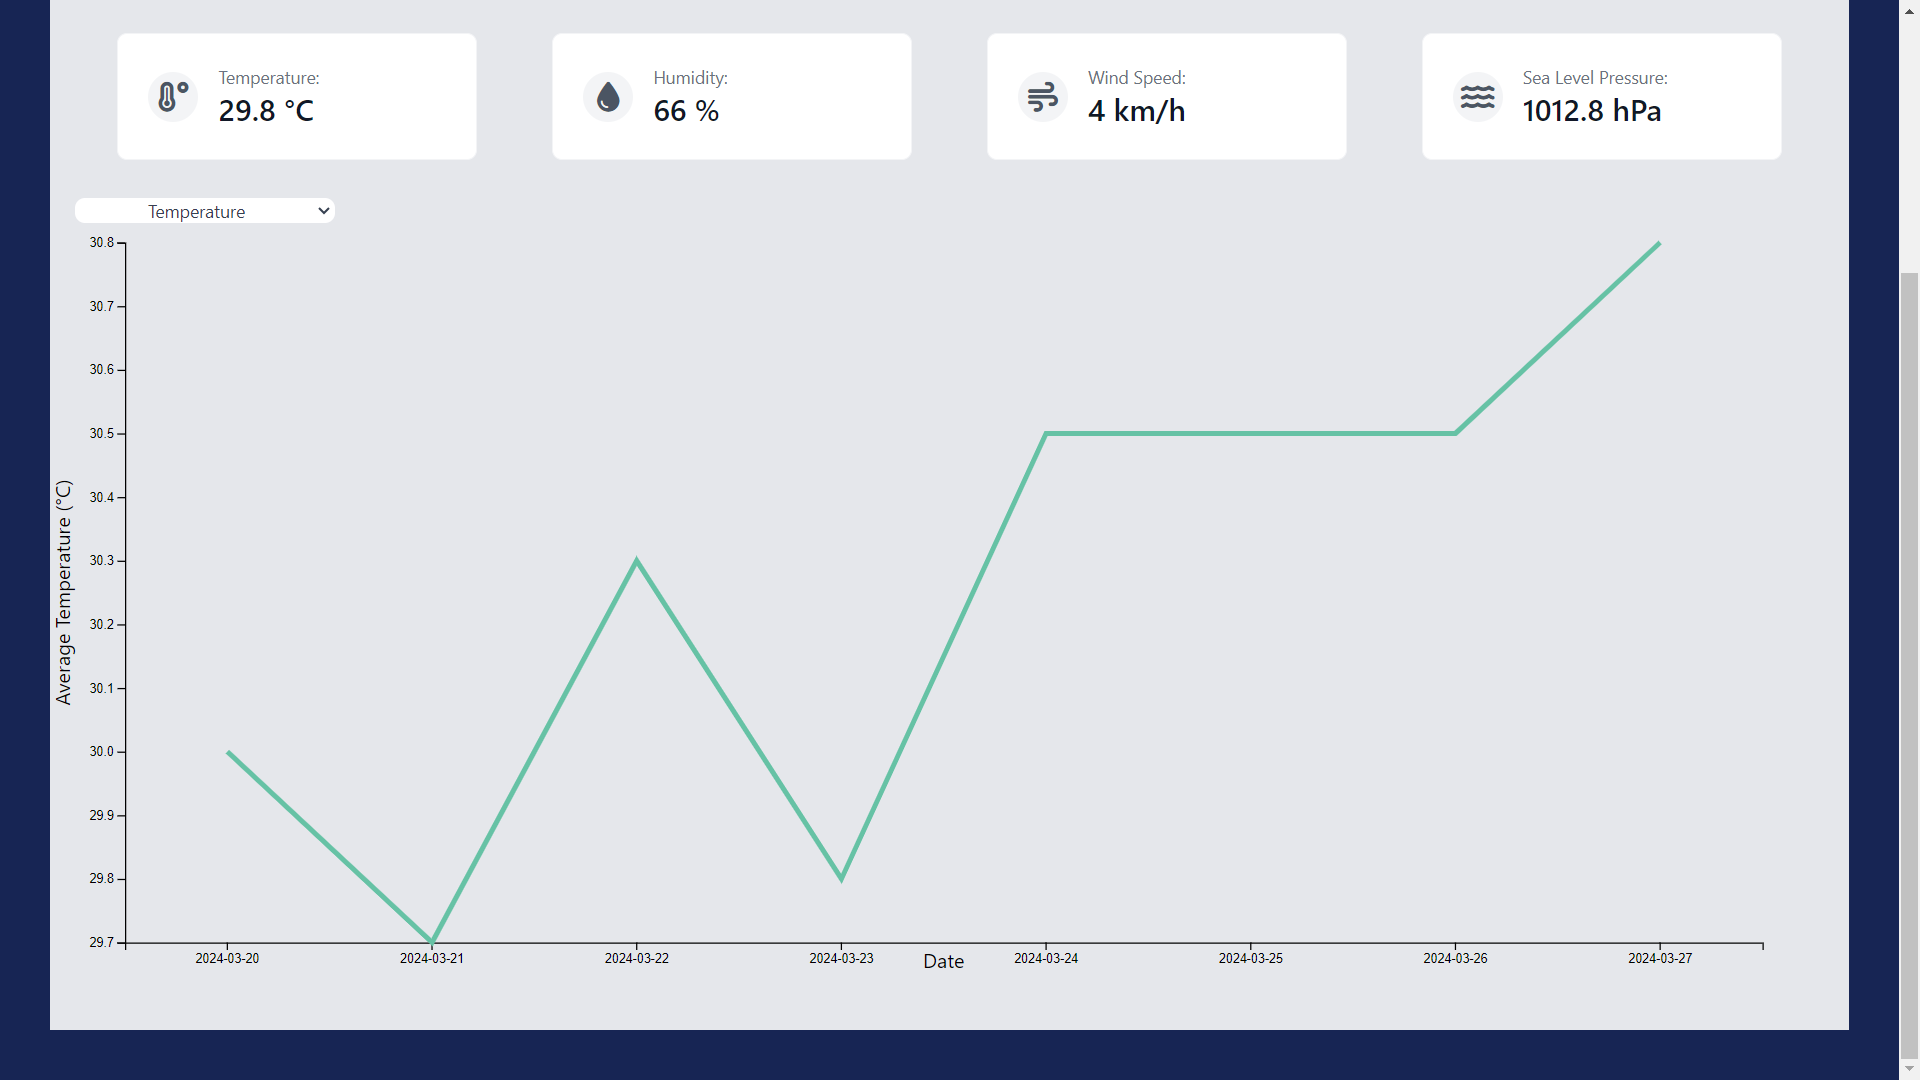 Temperature:
29.8 °C
Humidity:
66 %
Wind Speed:
4 km/h
Sea Level Pressure:
1012.8 hPa
Temperature
30.8
30.7
30.6
30.5
30.4
30.3
30.2
30.1
30.0
29.9
29.8
29.7
Average Temperature (°C)
2024-03-20 2024-03-21 2024-03-22 2024-03-23 2024-03-24 2024-03-25 2024-03-26 2024-03-27
Date